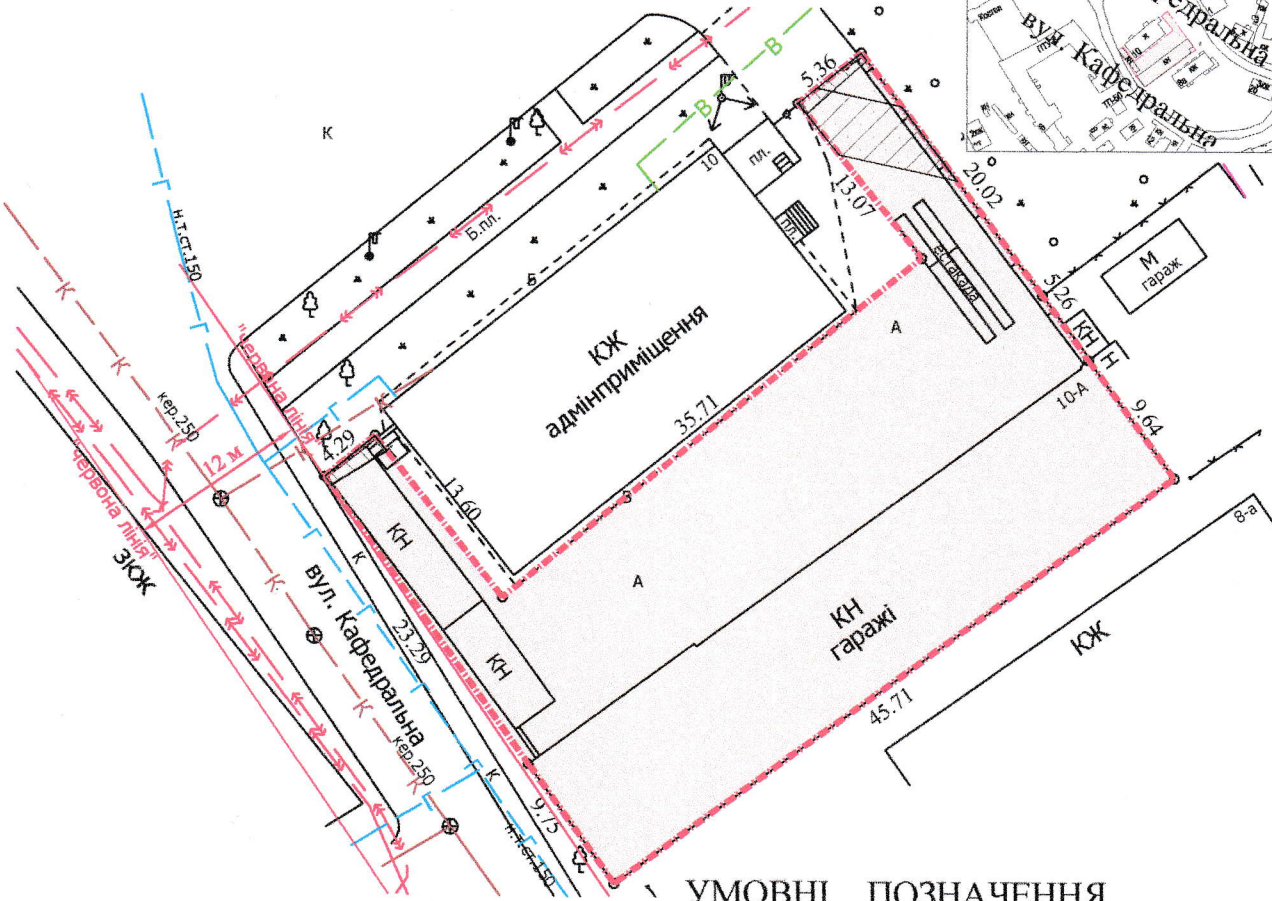 Костел
вул. Кафедральна
Кафедральна
К
5.36
В
В
10
пл.
20.02
13.07
пл.
естакада
М
гараж
5.26
КН
Н
н.т.ст.150
Б.пл.
Б
К
К
"червона лінія"
КЖ
адмінприміщення
А
35.71
10-А
9.64
кер.250
К
12 м
4.29
"червона лінія"
13.60
3
8-а
ЗКЖ
К
КН
К
А
вул. Кафедральна
23.29
КН
КН
гаражі
КЖ
К
45.71
кер.250
К
К
9.75
н.т.ст.150
УМОВНІ ПОЗНАЧЕННЯ